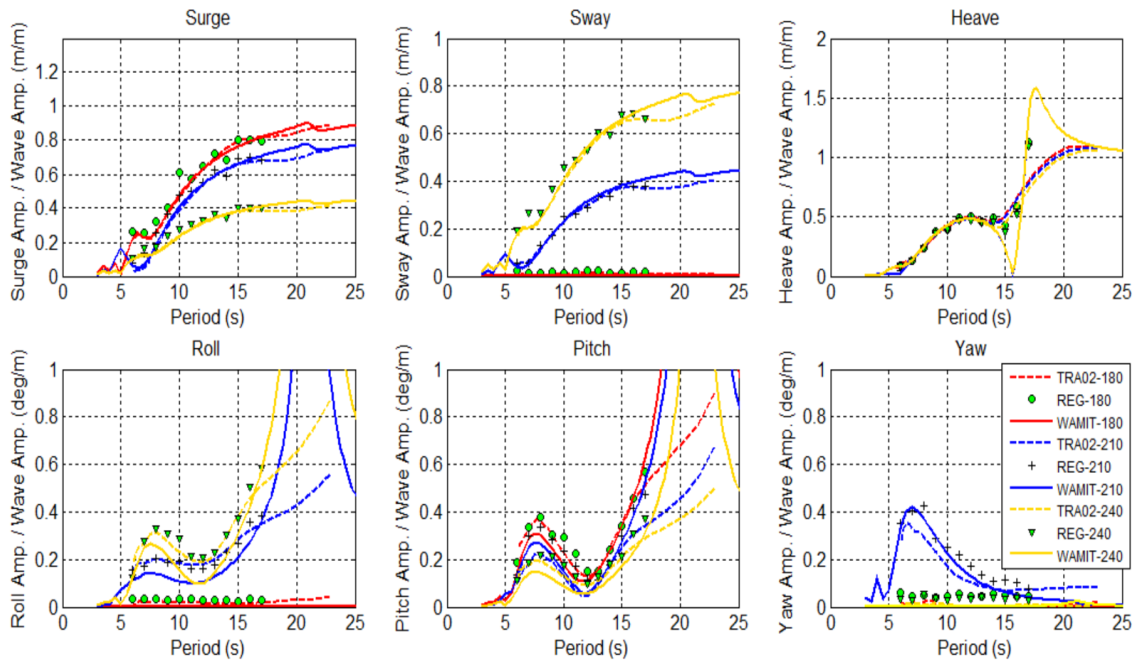 Surge
Sway
Heave
Surge Amp. / Wave Amp. (m/m)
1.2
1
0.8
0.6
0.4
0.2
0
0 5 10 15 20 25
Period (s)
Sway Amp. / Wave Amp. (m/m)
1
0.8
0.6
0.4
0.2
0
0 5 10 15 20 25
Period (s)
Heave Amp. / Wave Amp. (m/m)
2
1.5
1
0.5
0
0 5 10 15 20 25
Period (s)
Roll
Pitch
Yaw
Roll Amp. / Wave Amp. (deg/m)
1
0.8
0.6
0.4
0.2
0
0 5 10 15 20 25
Period (s)
Pitch Amp. / Wave Amp. (deg/m)
1
0.8
0.6
0.4
0.2
0
0 5 10 15 20 25
Period (s)
Yaw Amp. / Wave Amp. (deg/m)
1
0.8
0.6
0.4
0.2
0
0 5 10 15 20 25
Period (s)
TRA02-180
REG-180
WAMIT-180
TRA02-210
REG-210
WAMIT-210
TRA02-240
REG-240
WAMIT-240